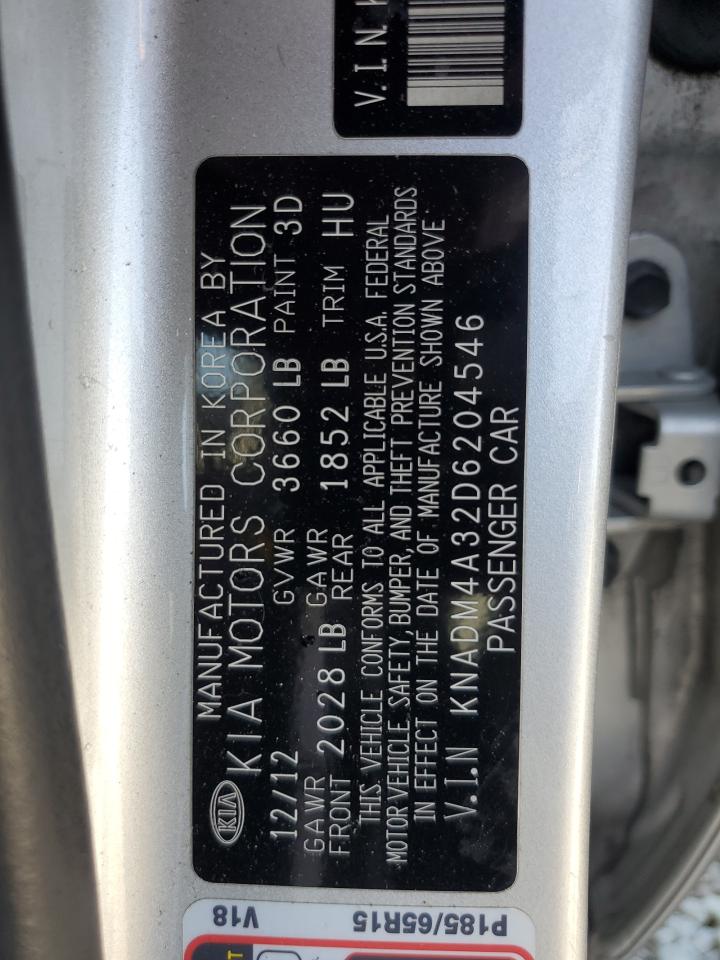 V.I.N.
MANUFACTURED IN KOREA BY
KIA KIA MOTORS CORPORATION
12/12 GVWR 3660 LB PAINT 3D
GAWR GAWR
FRONT 2028 LB REAR 1852 LB TRIM HU
THIS VEHICLE CONFORMS TO ALL APPLICABLE U.S.A. FEDERAL
MOTOR VEHICLE, SAFETY, BUMPER, AND THEFT PREVENTION STANDARDS
IN EFFECT ON THE DATE OF MANUFACTURE SHOWN ABOVE
V.I.N KNADM4A32D6204546
PASSENGER CAR
V18
P185/65R15